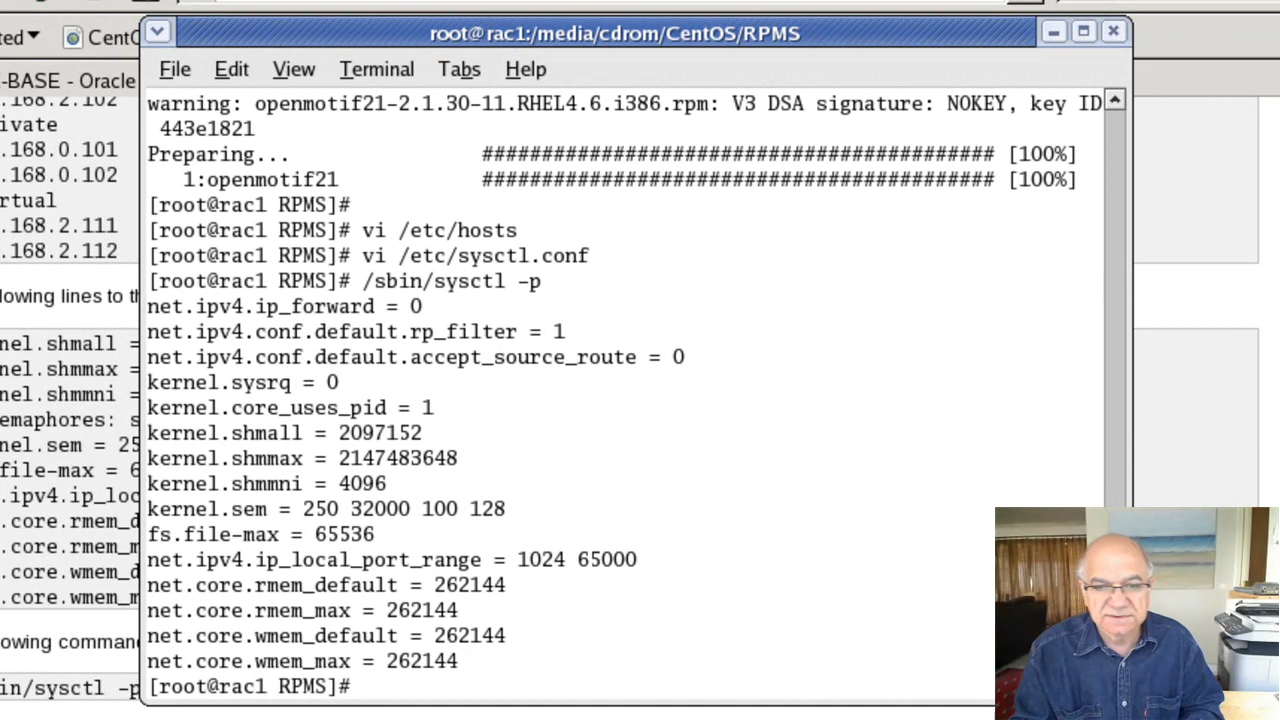 ted CentO
root@rac1:/media/cdrom/CentOS/RPMS
-BASE - Oracle
File Edit View Terminal Tabs Help
.168.2.102
ivate
.168.0.101
.168.0.102
rtual
.168.2.111
.168.2.112
lowing lines to th
nel.shmall =
nel.shmmax =
nel.shmmni =
emaphores: s
nel.sem = 25
file-max = 6
.ipv4.ip_loc
.core.rmem_d
.core.rmem_m
.core.wmem_d
.core.wmem_m
owing comman
in/sysctl -p
warning: openmotif21-2.1.30-11.RHEL4.6.i386.rpm: V3 DSA signature: NOKEY, key ID
443e1821
Preparing... ########################################### [100%]
1:openmotif21 ########################################### [100%]
[root@rac1 RPMS]#
[root@rac1 RPMS]# vi /etc/hosts
[root@rac1 RPMS]# vi /etc/sysctl.conf
[root@rac1 RPMS]# /sbin/sysctl -p
net.ipv4.ip_forward = 0
net.ipv4.conf.default.rp_filter = 1
net.ipv4.conf.default.accept_source_route = 0
kernel.sysrq = 0
kernel.core_uses_pid = 1
kernel.shmall = 2097152
kernel.shmmax = 2147483648
kernel.shmmni = 4096
kernel.sem = 250 32000 100 128
fs.file-max = 65536
net.ipv4.ip_local_port_range = 1024 65000
net.core.rmem_default = 262144
net.core.rmem_max = 262144
net.core.wmem_default = 262144
net.core.wmem_max = 262144
[root@rac1 RPMS]#